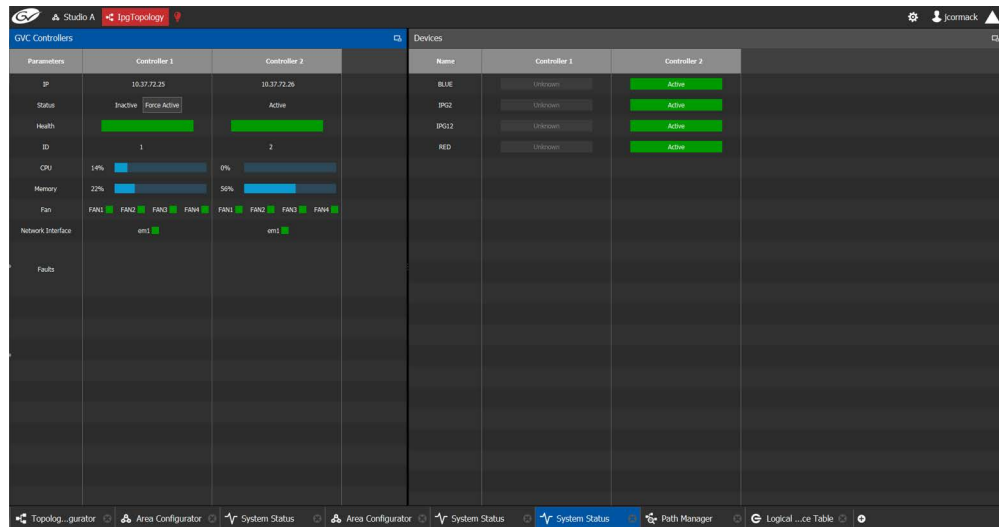 GV Studio A IpgTopology jcormack
GVC Controllers
Devices
Parameters Controller 1 Controller 2
Name Controller 1 Controller 2
IP 10.37.72.25 10.37.72.26
BLUE Unknown Active
Status Inactive Force Active Active
IPG2 Unknown Active
Health
IPG12 Unknown Active
ID 1 2
RED Unknown Active
CPU 14% 0%
Memory 22% 56%
Fan FAN1 FAN2 FAN3 FAN4 FAN1 FAN2 FAN3 FAN4
Network Interface em1 em1
Faults
Topolog...gurator Area Configurator System Status Area Configurator System Status System Status Path Manager Logical ...ce Table